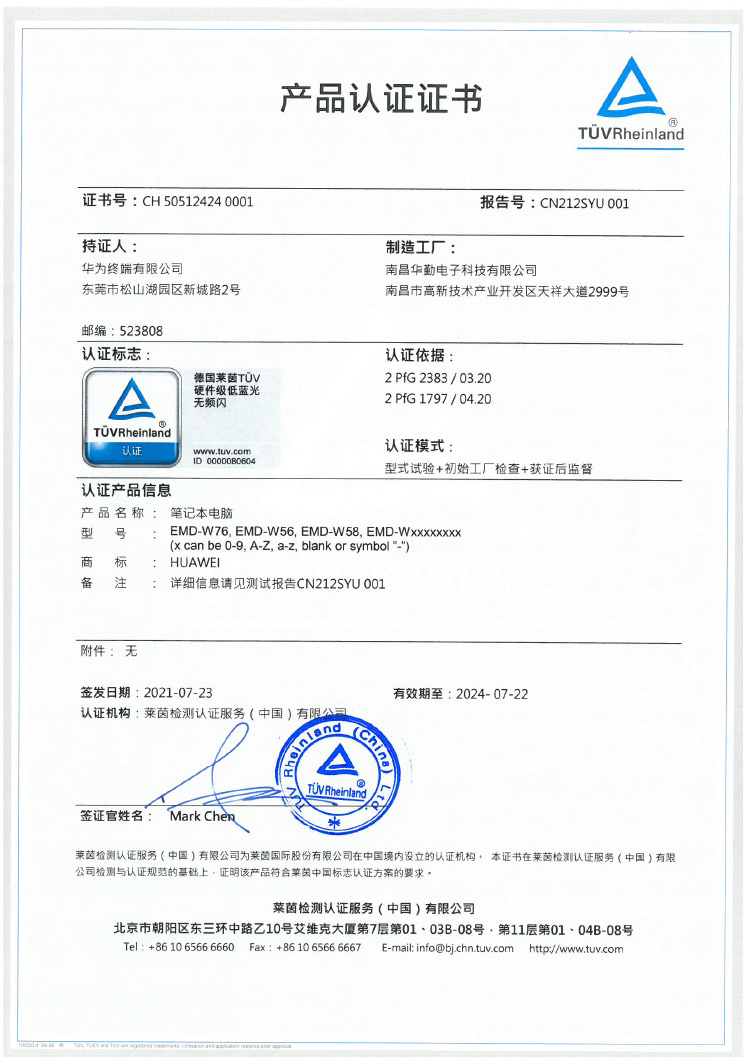 产品认证证书
TÜVRheinland®
证书号：CH 50512424 0001
报告号：CN212SYU 001
持证人：
华为终端有限公司
东莞市松山湖园区新城路2号
邮编：523808
制造工厂：
南昌华勤电子科技有限公司
南昌市高新技术产业开发区天祥大道2999号
认证标志：
TÜVRheinland®
认证
德国莱茵TÜV
硬件级低蓝光
无频闪
www.tuv.com
ID 0000080604
认证依据：
2 PfG 2383 / 03.20
2 PfG 1797 / 04.20
认证模式：
型式试验+初始工厂检查+获证后监督
认证产品信息
产品名称： 笔记本电脑
型 号 ： EMD-W76, EMD-W56, EMD-W58, EMD-Wxxxxxxxx
(x can be 0-9, A-Z, a-z, blank or symbol "-")
商 标 ： HUAWEI
备 注 ： 详细信息请见测试报告CN212SYU 001
附件： 无
签发日期：2021-07-23
有效期至：2024- 07-22
认证机构：莱茵检测认证服务（中国）有限公司
TÜV Rheinland (China) Ltd.
TÜVRheinland®
签证官姓名： Mark Chen
莱茵检测认证服务（中国）有限公司为莱茵国际股份有限公司在中国境内设立的认证机构。 本证书在莱茵检测认证服务（中国）有限
公司检测与认证规范的基础上，证明该产品符合莱茵中国标志认证方案的要求。
莱茵检测认证服务（中国）有限公司
北京市朝阳区东三环中路乙10号艾维克大厦第7层第01、03B-08号，第11层第01、04B-08号
Tel：+86 10 6566 6660 Fax：+86 10 6566 6667 E-mail: info@bj.chn.tuv.com http://www.tuv.com
TÜV, TUEV and TUV are registered trademarks. Utilisation and application requires prior approval.